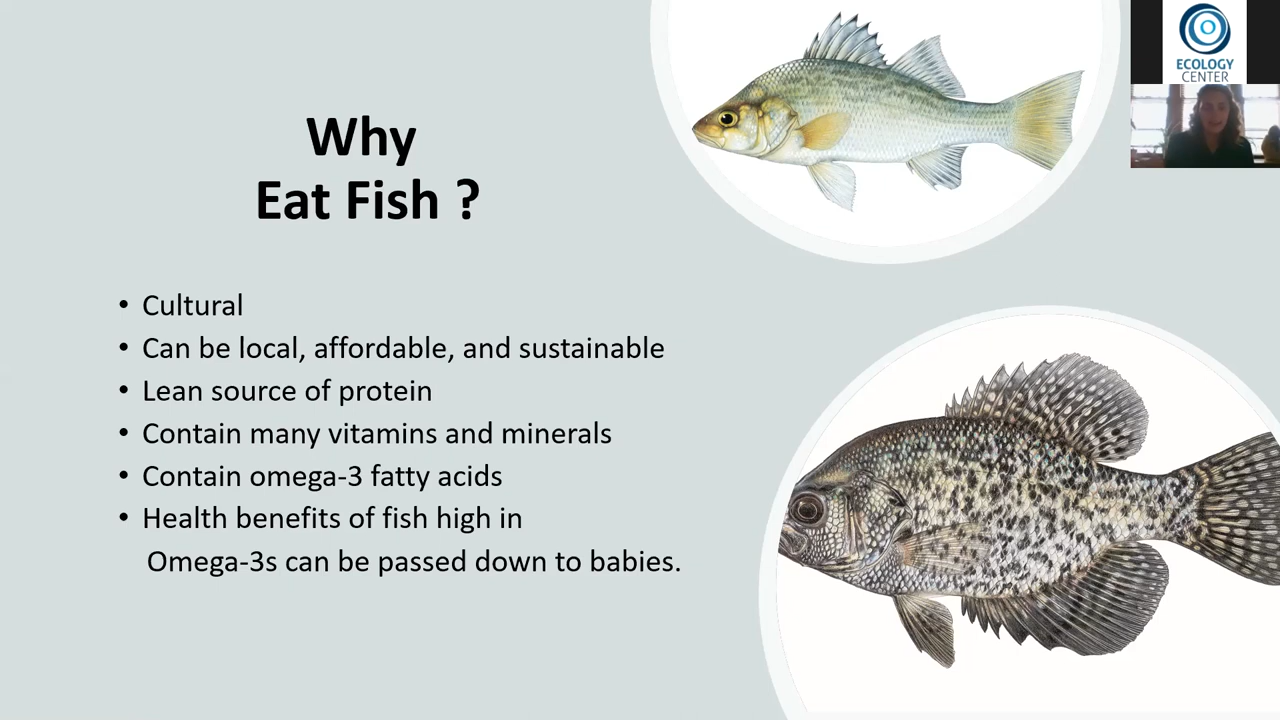 Why
Eat Fish ?
• Cultural
• Can be local, affordable, and sustainable
• Lean source of protein
• Contain many vitamins and minerals
• Contain omega-3 fatty acids
• Health benefits of fish high in
Omega-3s can be passed down to babies.
ECOLOGY
CENTER